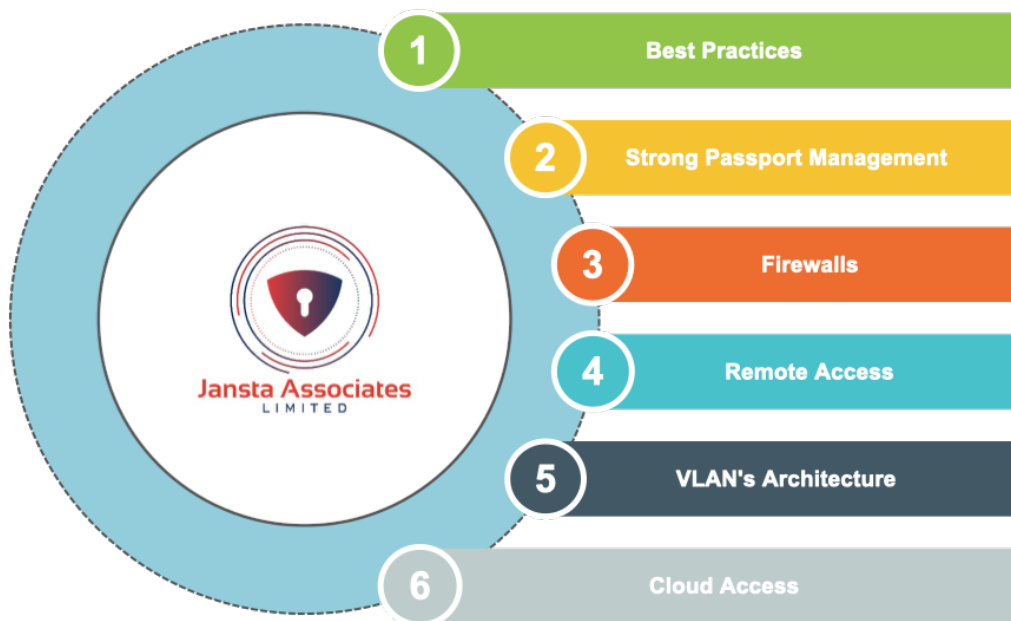 1
Best Practices
2
Strong Passport Management
3
Firewalls
Jansta Associates
LIMITED
4
Remote Access
5
VLAN's Architecture
6
Cloud Access